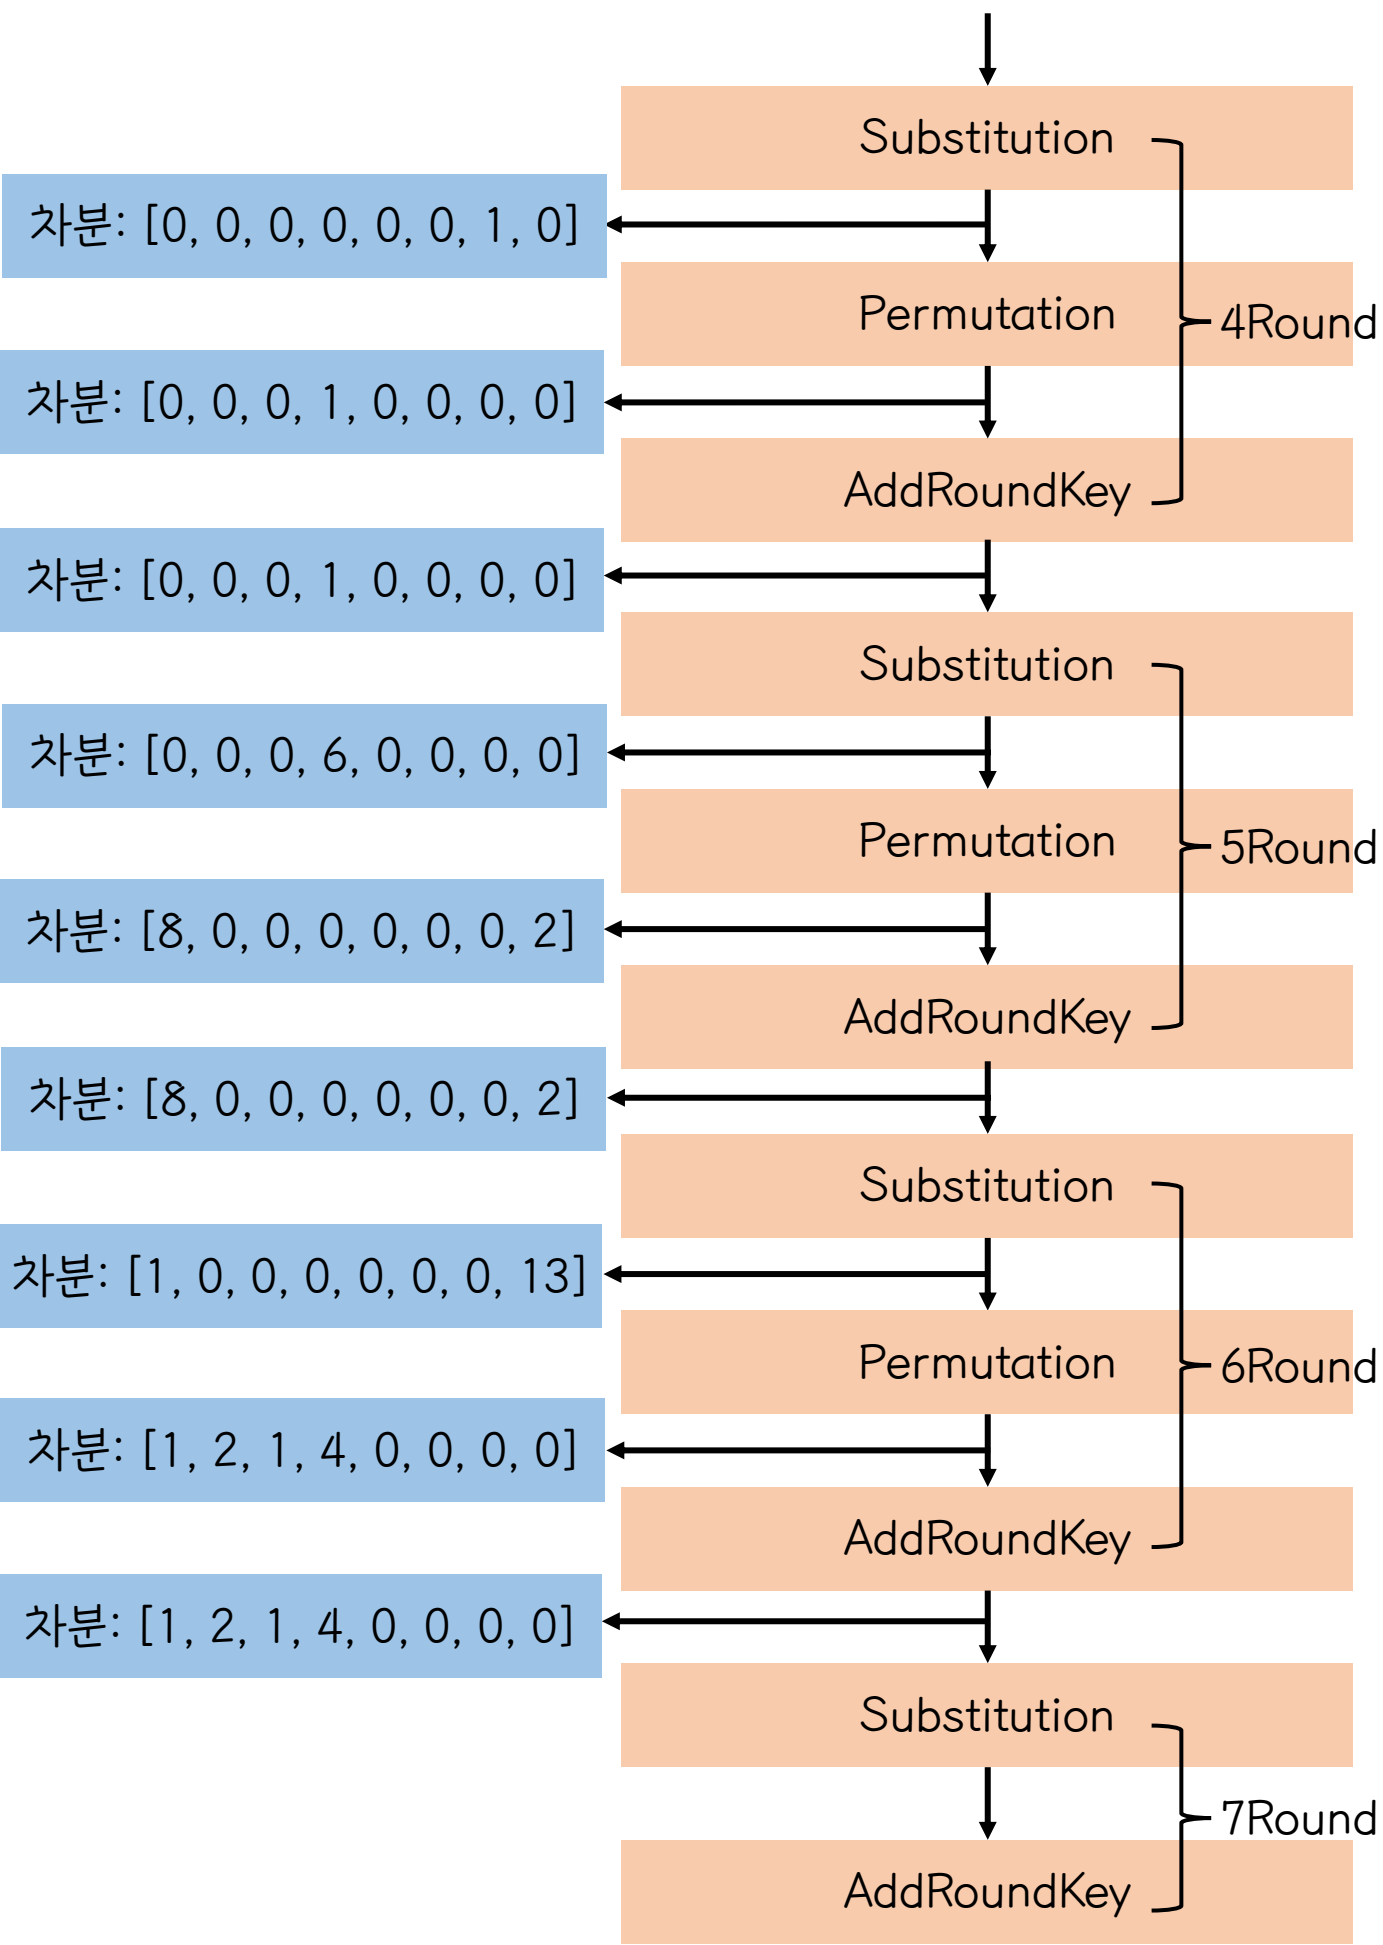 Substitution
차분: [0, 0, 0, 0, 0, 0, 1, 0]
Permutation
4Round
차분: [0, 0, 0, 1, 0, 0, 0, 0]
AddRoundKey
차분: [0, 0, 0, 1, 0, 0, 0, 0]
Substitution
차분: [0, 0, 0, 6, 0, 0, 0, 0]
Permutation
5Round
차분: [8, 0, 0, 0, 0, 0, 0, 2]
AddRoundKey
차분: [8, 0, 0, 0, 0, 0, 0, 2]
Substitution
차분: [1, 0, 0, 0, 0, 0, 0, 13]
Permutation
6Round
차분: [1, 2, 1, 4, 0, 0, 0, 0]
AddRoundKey
차분: [1, 2, 1, 4, 0, 0, 0, 0]
Substitution
7Round
AddRoundKey